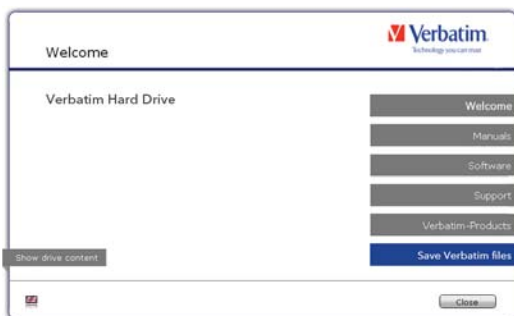 Welcome
Verbatim
Technology you can trust
Verbatim Hard Drive
Welcome
Manuals
Software
Support
Verbatim-Products
Save Verbatim files
Show drive content
Close